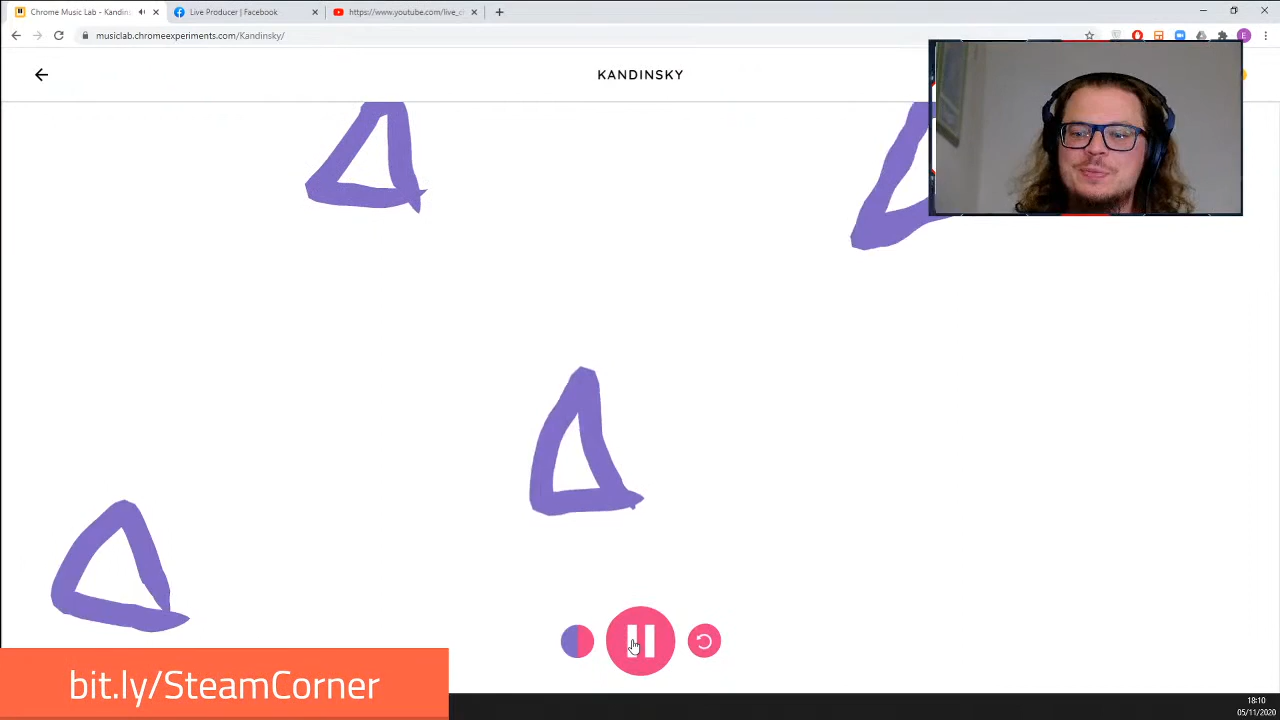 Chrome Music Lab - Kandins
Live Producer | Facebook
https://www.youtube.com/live_c
musiclab.chromeexperiments.com/Kandinsky/
E
KANDINSKY
bit.ly/SteamCorner
18:10
05/11/2020